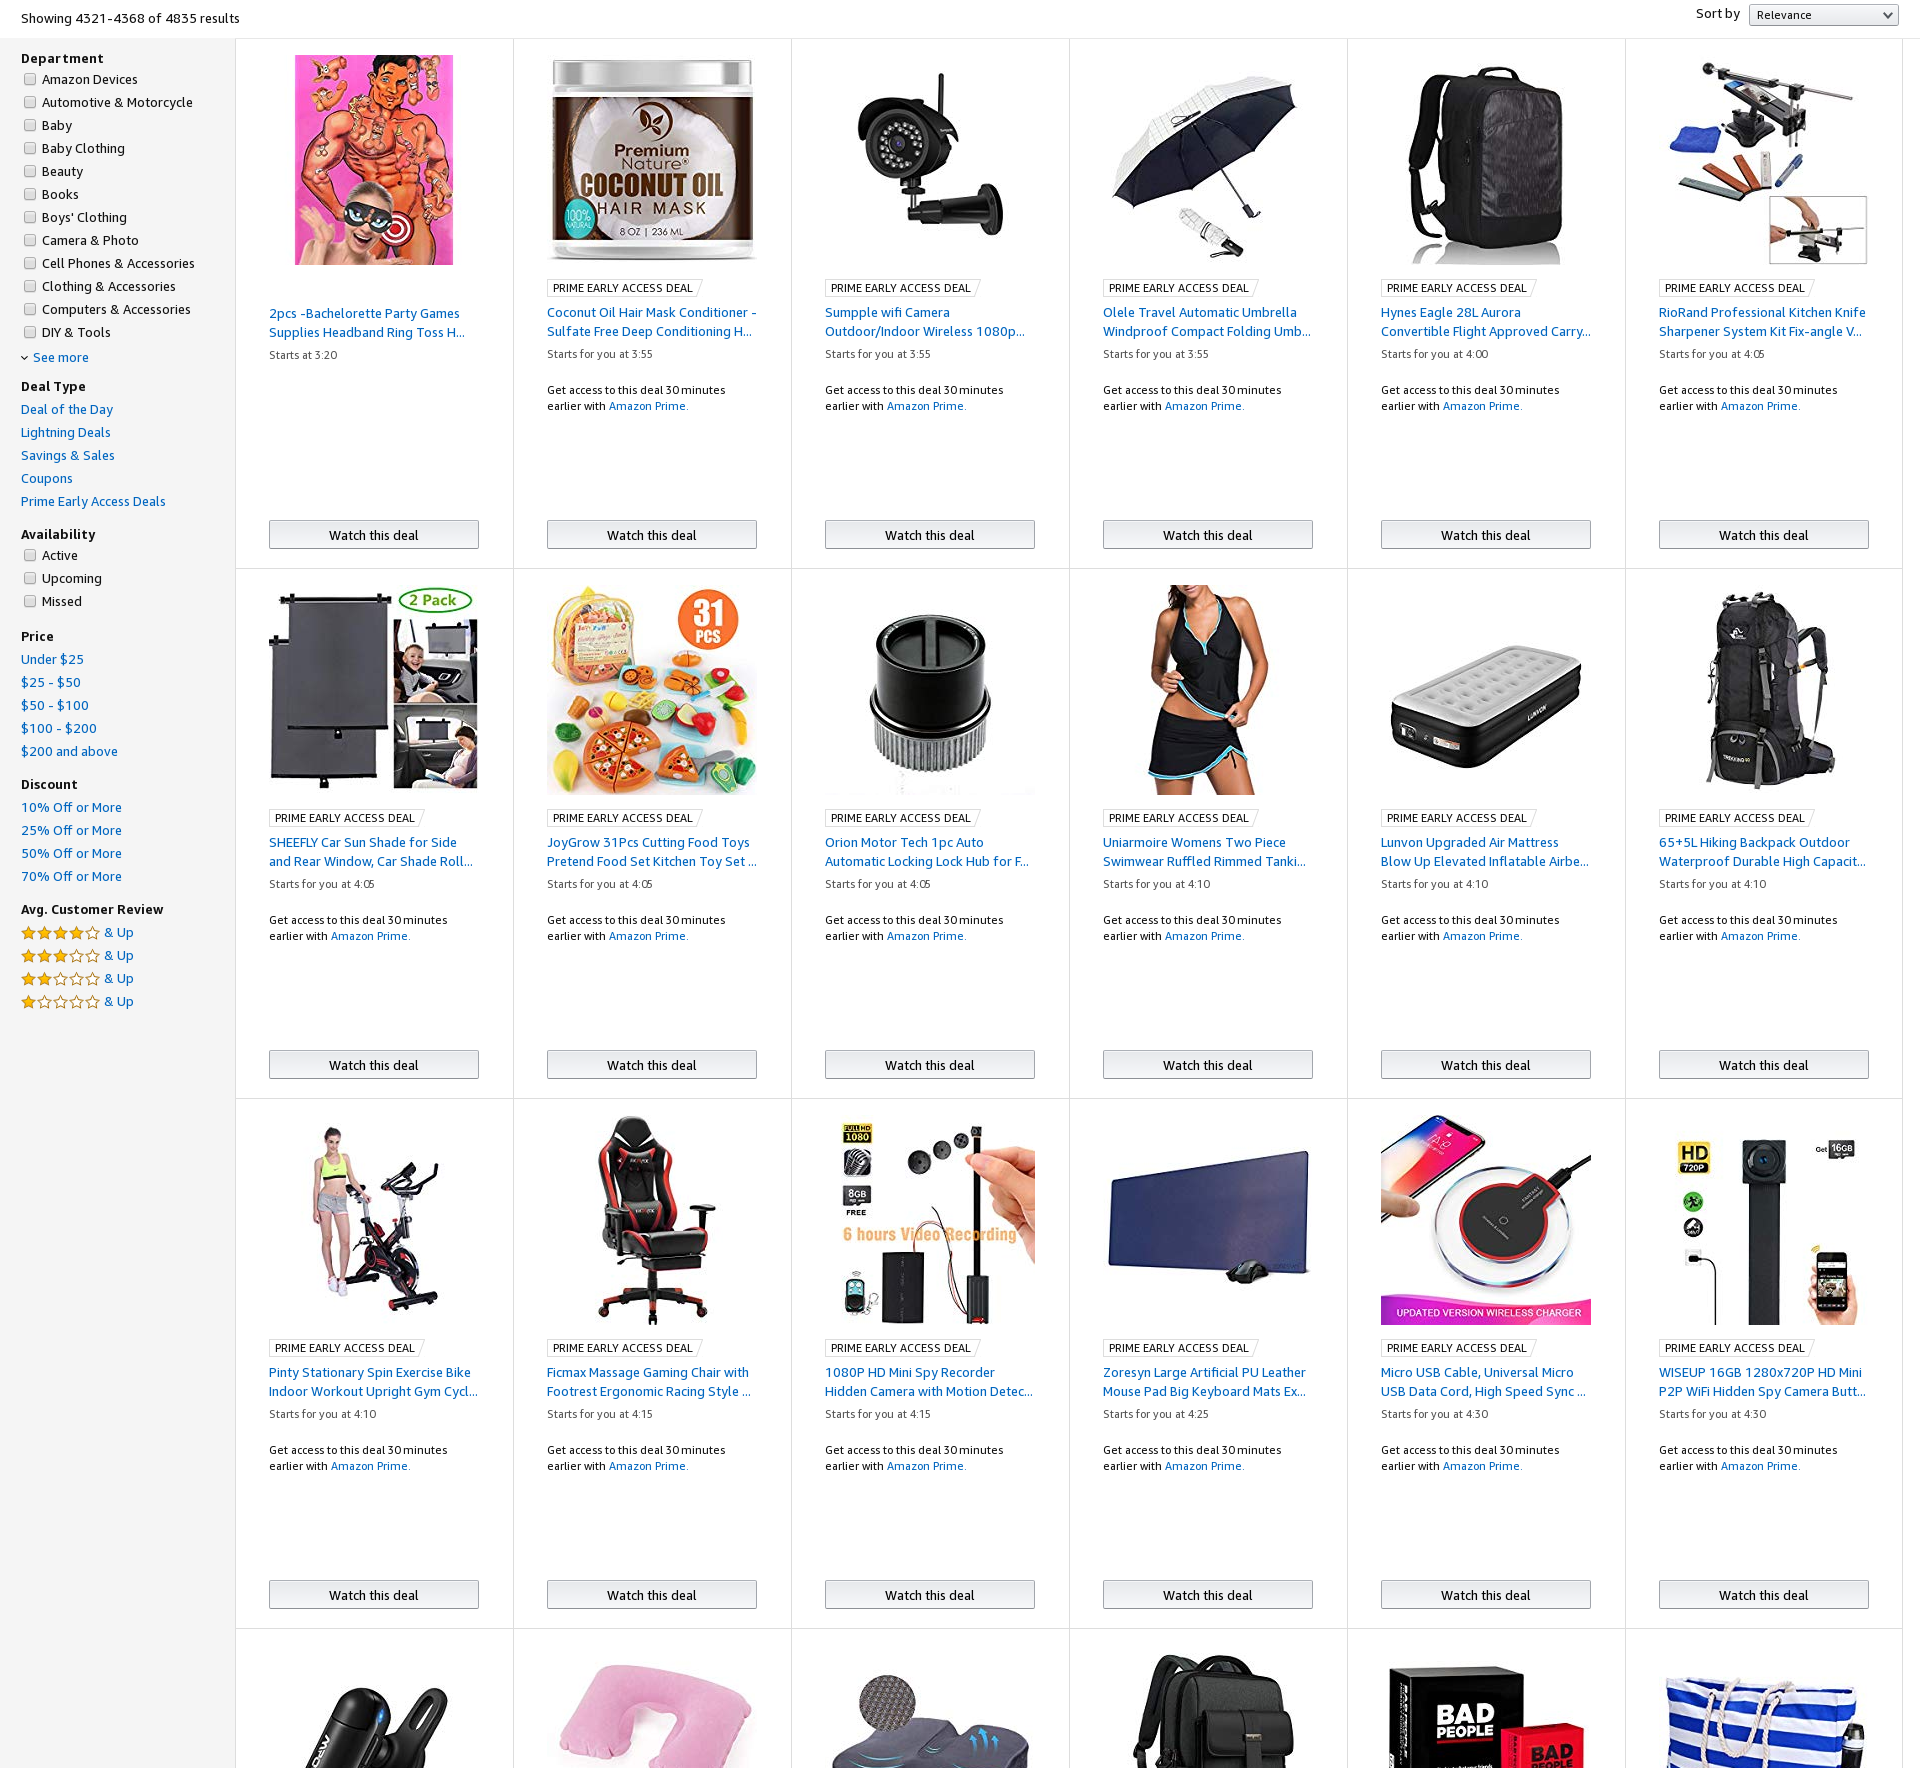 Showing 4321-4368 of 4835 results
Sort by
Relevance
Department
Amazon Devices
Automotive & Motorcycle
Baby
Baby Clothing
Beauty
Books
Boys' Clothing
Camera & Photo
Cell Phones & Accessories
Clothing & Accessories
Computers & Accessories
DIY & Tools
See more
Deal Type
Deal of the Day
Lightning Deals
Savings & Sales
Coupons
Prime Early Access Deals
Availability
Active
Upcoming
Missed
Price
Under $25
$25 - $50
$50 - $100
$100 - $200
$200 and above
Discount
10% Off or More
25% Off or More
50% Off or More
70% Off or More
Avg. Customer Review
& Up
& Up
& Up
& Up
2pcs -Bachelorette Party Games
Supplies Headband Ring Toss H...
Starts at 3:20
Watch this deal
Premium
Nature®
COCONUT OIL
HAIR MASK
100%
NATURAL
8 OZ | 236 ML
PRIME EARLY ACCESS DEAL
Coconut Oil Hair Mask Conditioner -
Sulfate Free Deep Conditioning H...
Starts for you at 3:55
Get access to this deal 30 minutes
earlier with Amazon Prime.
Watch this deal
PRIME EARLY ACCESS DEAL
Sumpple wifi Camera
Outdoor/Indoor Wireless 1080p...
Starts for you at 3:55
Get access to this deal 30 minutes
earlier with Amazon Prime.
Watch this deal
PRIME EARLY ACCESS DEAL
Olele Travel Automatic Umbrella
Windproof Compact Folding Umb...
Starts for you at 3:55
Get access to this deal 30 minutes
earlier with Amazon Prime.
Watch this deal
PRIME EARLY ACCESS DEAL
Hynes Eagle 28L Aurora
Convertible Flight Approved Carry...
Starts for you at 4:00
Get access to this deal 30 minutes
earlier with Amazon Prime.
Watch this deal
PRIME EARLY ACCESS DEAL
RioRand Professional Kitchen Knife
Sharpener System Kit Fix-angle V...
Starts for you at 4:05
Get access to this deal 30 minutes
earlier with Amazon Prime.
Watch this deal
2 Pack
PRIME EARLY ACCESS DEAL
SHEEFLY Car Sun Shade for Side
and Rear Window, Car Shade Roll...
Starts for you at 4:05
Get access to this deal 30 minutes
earlier with Amazon Prime.
Watch this deal
31
PCS
PRIME EARLY ACCESS DEAL
JoyGrow 31Pcs Cutting Food Toys
Pretend Food Set Kitchen Toy Set ...
Starts for you at 4:05
Get access to this deal 30 minutes
earlier with Amazon Prime.
Watch this deal
PRIME EARLY ACCESS DEAL
Orion Motor Tech 1pc Auto
Automatic Locking Lock Hub for F...
Starts for you at 4:05
Get access to this deal 30 minutes
earlier with Amazon Prime.
Watch this deal
PRIME EARLY ACCESS DEAL
Uniarmoire Womens Two Piece
Swimwear Ruffled Rimmed Tanki...
Starts for you at 4:10
Get access to this deal 30 minutes
earlier with Amazon Prime.
Watch this deal
LUNVON
PRIME EARLY ACCESS DEAL
Lunvon Upgraded Air Mattress
Blow Up Elevated Inflatable Airbe...
Starts for you at 4:10
Get access to this deal 30 minutes
earlier with Amazon Prime.
Watch this deal
TREKKING 60
PRIME EARLY ACCESS DEAL
65+5L Hiking Backpack Outdoor
Waterproof Durable High Capacit...
Starts for you at 4:10
Get access to this deal 30 minutes
earlier with Amazon Prime.
Watch this deal
PRIME EARLY ACCESS DEAL
Pinty Stationary Spin Exercise Bike
Indoor Workout Upright Gym Cycl...
Starts for you at 4:10
Get access to this deal 30 minutes
earlier with Amazon Prime.
Watch this deal
PRIME EARLY ACCESS DEAL
Ficmax Massage Gaming Chair with
Footrest Ergonomic Racing Style ...
Starts for you at 4:15
Get access to this deal 30 minutes
earlier with Amazon Prime.
Watch this deal
FULL HD
1080
8GB
FREE
6 hours Video Recording
PRIME EARLY ACCESS DEAL
1080P HD Mini Spy Recorder
Hidden Camera with Motion Detec...
Starts for you at 4:15
Get access to this deal 30 minutes
earlier with Amazon Prime.
Watch this deal
PRIME EARLY ACCESS DEAL
Zoresyn Large Artificial PU Leather
Mouse Pad Big Keyboard Mats Ex...
Starts for you at 4:25
Get access to this deal 30 minutes
earlier with Amazon Prime.
Watch this deal
UPDATED VERSION WIRELESS CHARGER
PRIME EARLY ACCESS DEAL
Micro USB Cable, Universal Micro
USB Data Cord, High Speed Sync ...
Starts for you at 4:30
Get access to this deal 30 minutes
earlier with Amazon Prime.
Watch this deal
HD
720P
Get 16GB
PRIME EARLY ACCESS DEAL
WISEUP 16GB 1280x720P HD Mini
P2P WiFi Hidden Spy Camera Butt...
Starts for you at 4:30
Get access to this deal 30 minutes
earlier with Amazon Prime.
Watch this deal
BAD
PEOPLE
BAD
PEOPLE